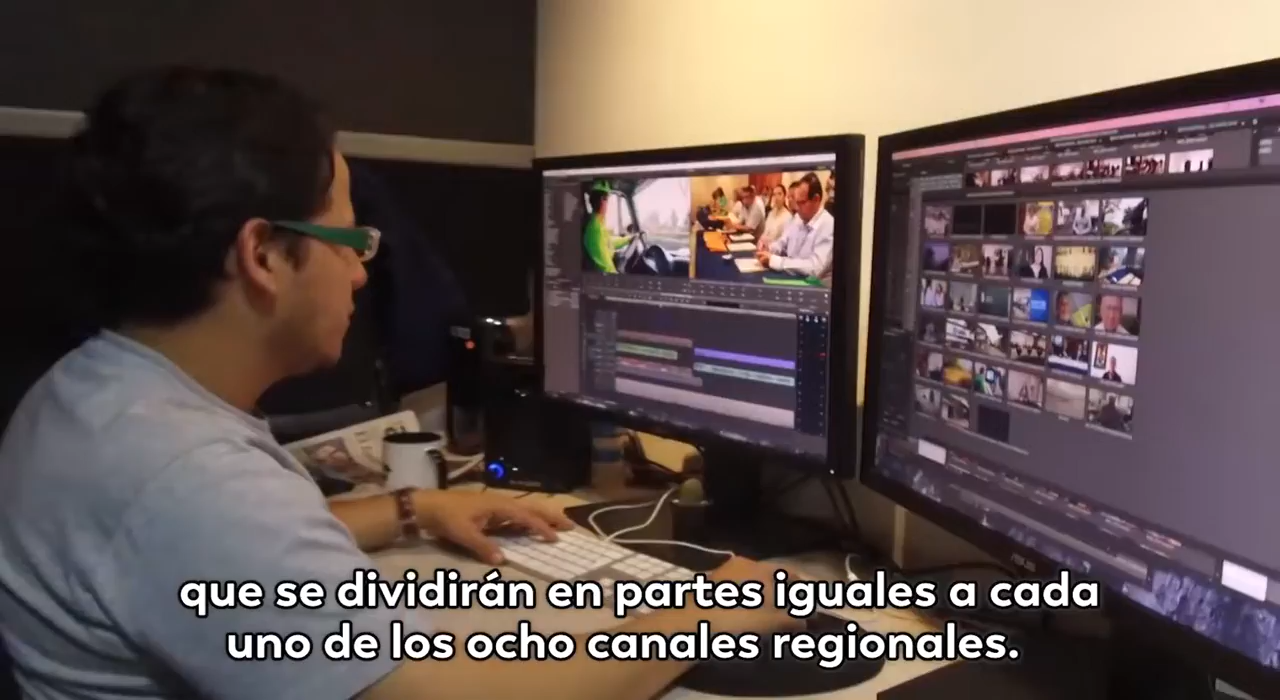 que se dividirán en partes iguales a cada
uno de los ocho canales regionales.